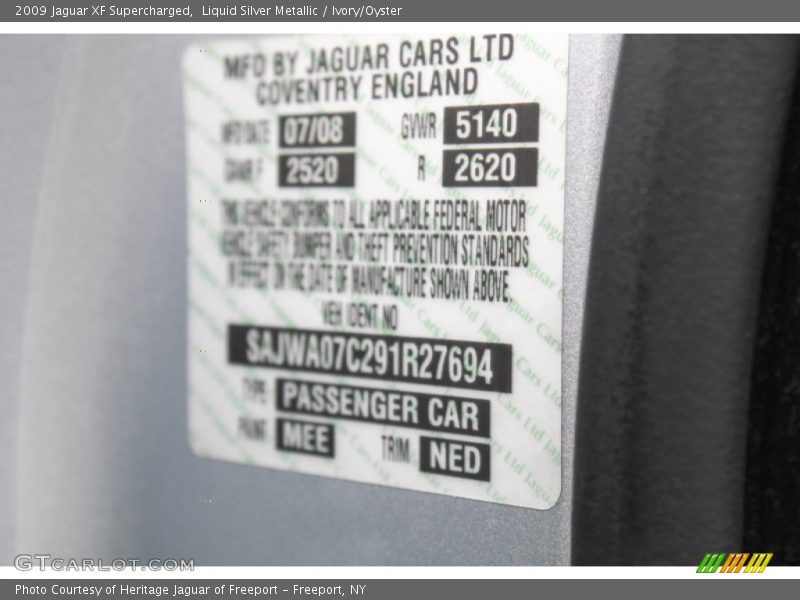 2009 Jaguar XF Supercharged,  Liquid Silver Metallic / Ivory/Oyster
MFD BY JAGUAR CARS LTD
COVENTRY ENGLAND
MFD DATE 07/08 GVWR 5140
GAWR F 2520 R 2620
THIS VEHICLE CONFORMS TO ALL APPLICABLE FEDERAL MOTOR
VEHICLE SAFETY BUMPER AND THEFT PREVENTION STANDARDS
IN EFFECT ON THE DATE OF MANUFACTURE SHOWN ABOVE
VEH IDENT NO
SAJWA07C291R27694
TYPE PASSENGER CAR
PAINT MEE TRIM NED
GTCARLOT.COM
Photo Courtesy of Heritage Jaguar of Freeport – Freeport, NY